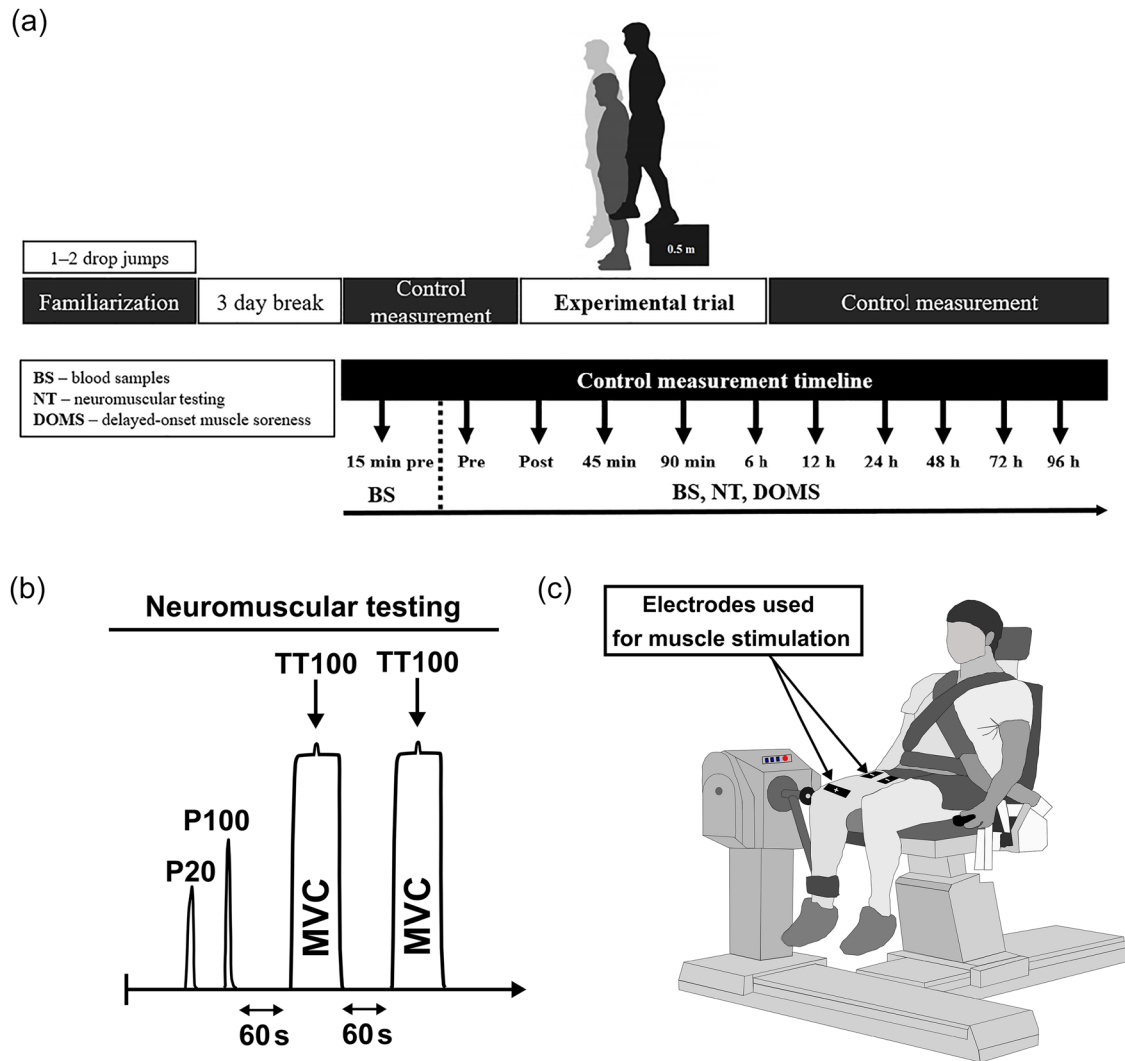 (a)
0.5 m
1–2 drop jumps
Familiarization
3 day break
Control
measurement
Experimental trial
Control measurement
BS – blood samples
NT – neuromuscular testing
DOMS – delayed-onset muscle soreness
Control measurement timeline
15 min pre
Pre
Post
45 min
90 min
6 h
12 h
24 h
48 h
72 h
96 h
BS
BS, NT, DOMS
(b)
Neuromuscular testing
TT100
TT100
P100
P20
MVC
MVC
60 s
60 s
(c)
Electrodes used
for muscle stimulation
+
+
+